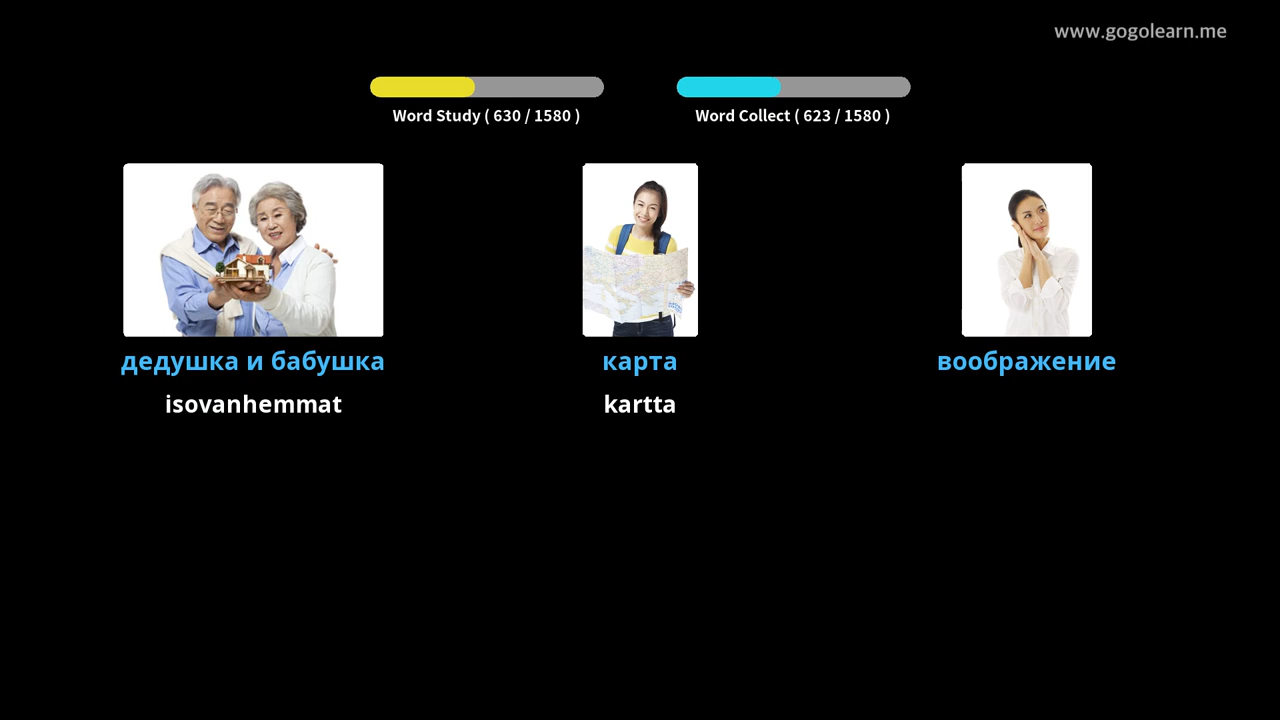 www.gogolearn.me
Word Study ( 630 / 1580 )
Word Collect ( 623 / 1580 )
дедушка и бабушка
карта
воображение
isovanhemmat
kartta